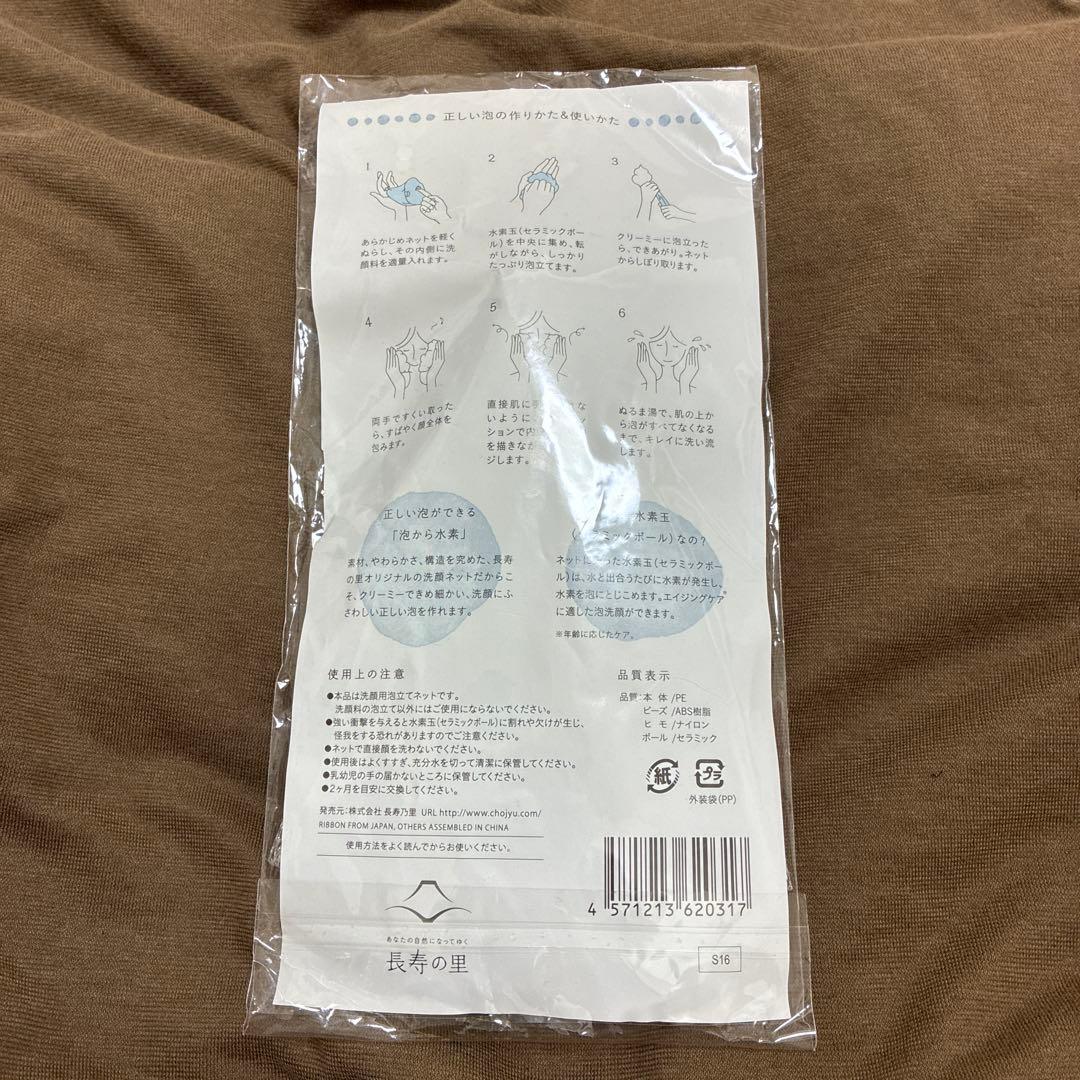 正しい泡の作りかた&使いかた
1
あらかじめネットを軽く
ぬらし、その内側に洗
顔料を適量入れます。
2
水素玉(セラミックボー
ル)を中央に集め、転
がしながら、しっかり
たっぷり泡立てます。
3
クリーミーに泡立った
ら、できあがり。ネット
からしぼり取ります。
4
両手ですくい取った
ら、すばやく顔全体を
包みます。
5
直接肌に
ないように、
ションで内
を描きな
ジします。
6
ぬるま湯で、肌の上か
ら泡がすべてなくなる
まで、キレイに洗い流
します。
正しい泡ができる
「泡から水素」
素材、やわらかさ、構造を究めた、長寿
の里オリジナルの洗顔ネットだからこ
そ、クリーミーできめ細かい、洗顔にふ
さわしい正しい泡を作れます。
水素玉
ミックボール)なの?
ネットに入った水素玉(セラミックボー
ル)は、水と出合うたびに水素が発生し、
水素を泡にとじこめます。エイジングケア※
に適した泡洗顔ができます。
※年齢に応じたケア。
使用上の注意
●本品は洗顔用泡立てネットです。
洗顔料の泡立て以外にはご使用にならないでください。
●強い衝撃を与えると水素玉(セラミックボール)に割れや欠けが生じ、
怪我をする恐れがありますのでご注意ください。
●ネットで直接顔を洗わないでください。
●使用後はよくすすぎ、充分水を切って清潔に保管してください。
●乳幼児の手の届かないところに保管してください。
●2ヶ月を目安に交換してください。
発売元:株式会社 長寿乃里 URL http://www.chojyu.com/
RIBBON FROM JAPAN, OTHERS ASSEMBLED IN CHINA
使用方法をよく読んでからお使いください。
品質表示
品質:本 体/PE
ビーズ/ABS樹脂
ヒ モ/ナイロン
ボール/セラミック
紙
プラ
外装袋(PP)
4 571213 620317
あなたの自然になってゆく
長寿の里
S16